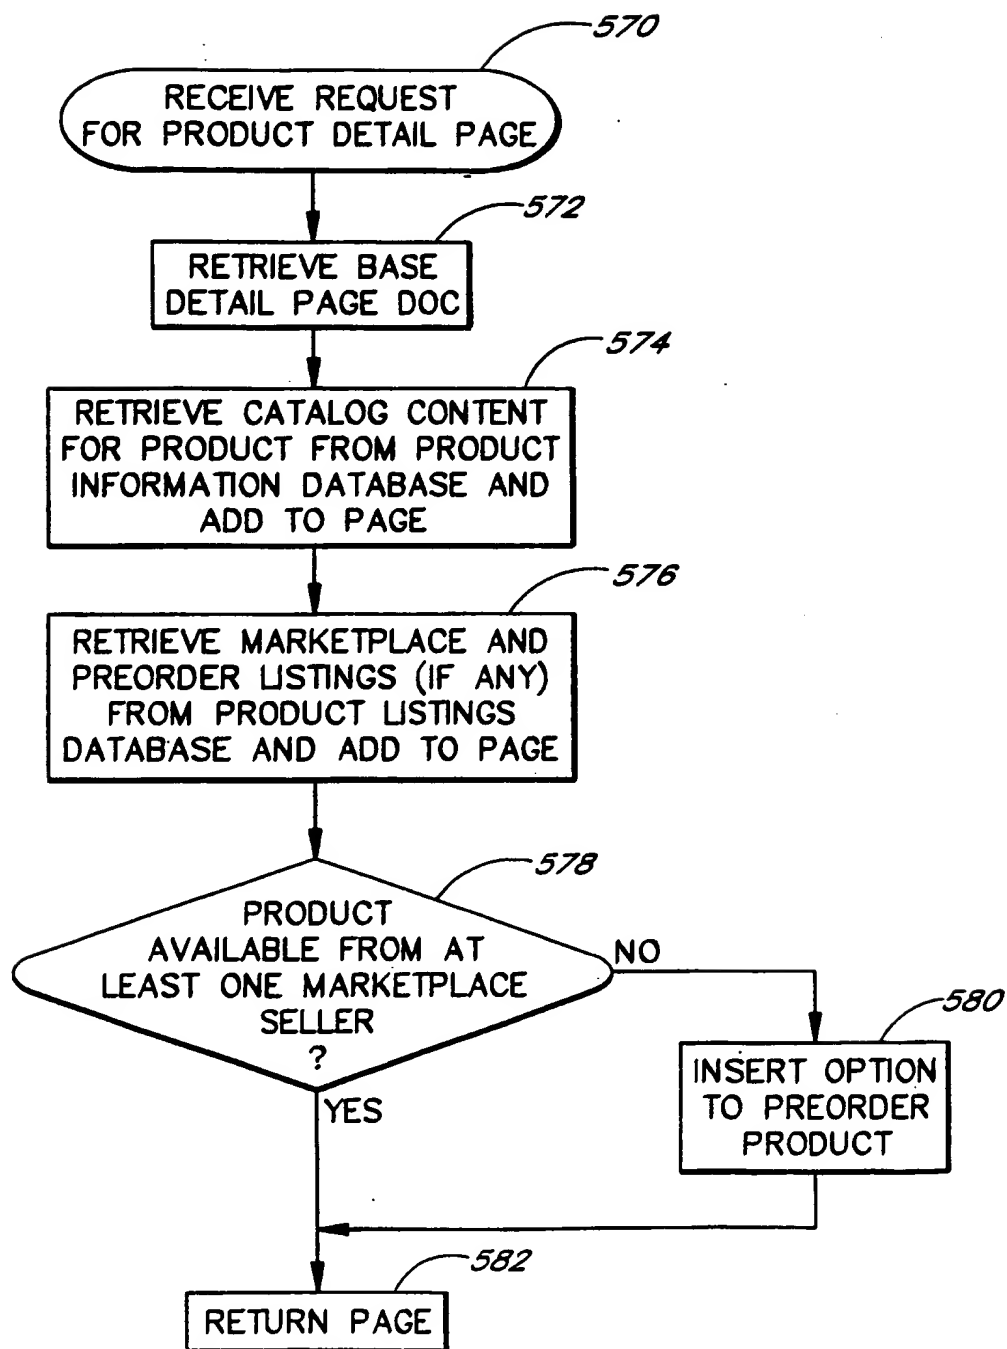 570
RECEIVE REQUEST
FOR PRODUCT DETAIL PAGE
572
RETRIEVE BASE
DETAIL PAGE DOC
574
RETRIEVE CATALOG CONTENT
FOR PRODUCT FROM PRODUCT
INFORMATION DATABASE AND
ADD TO PAGE
576
RETRIEVE MARKETPLACE AND
PREORDER LISTINGS (IF ANY)
FROM PRODUCT LISTINGS
DATABASE AND ADD TO PAGE
578
PRODUCT
AVAILABLE FROM AT
LEAST ONE MARKETPLACE
SELLER
?
NO
580
INSERT OPTION
TO PREORDER
PRODUCT
YES
582
RETURN PAGE